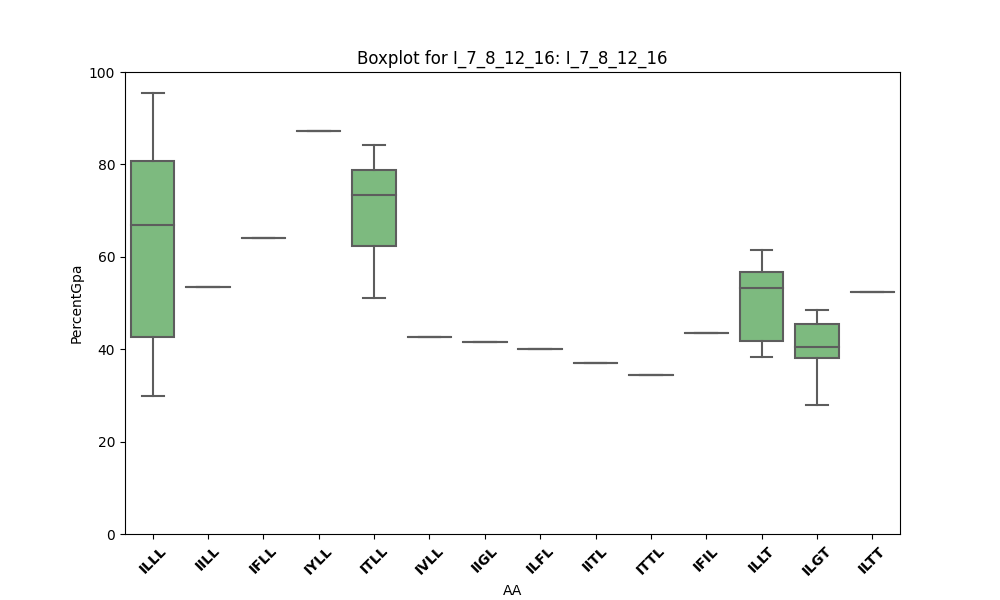 Boxplot for I_7_8_12_16: I_7_8_12_16
PercentGpa
100
80
60
40
20
0
ILLL
IILL
IFLL
IYLL
ITLL
IVLL
IIGL
ILFL
IITL
ITTL
IFIL
ILLT
ILGT
ILTT
AA